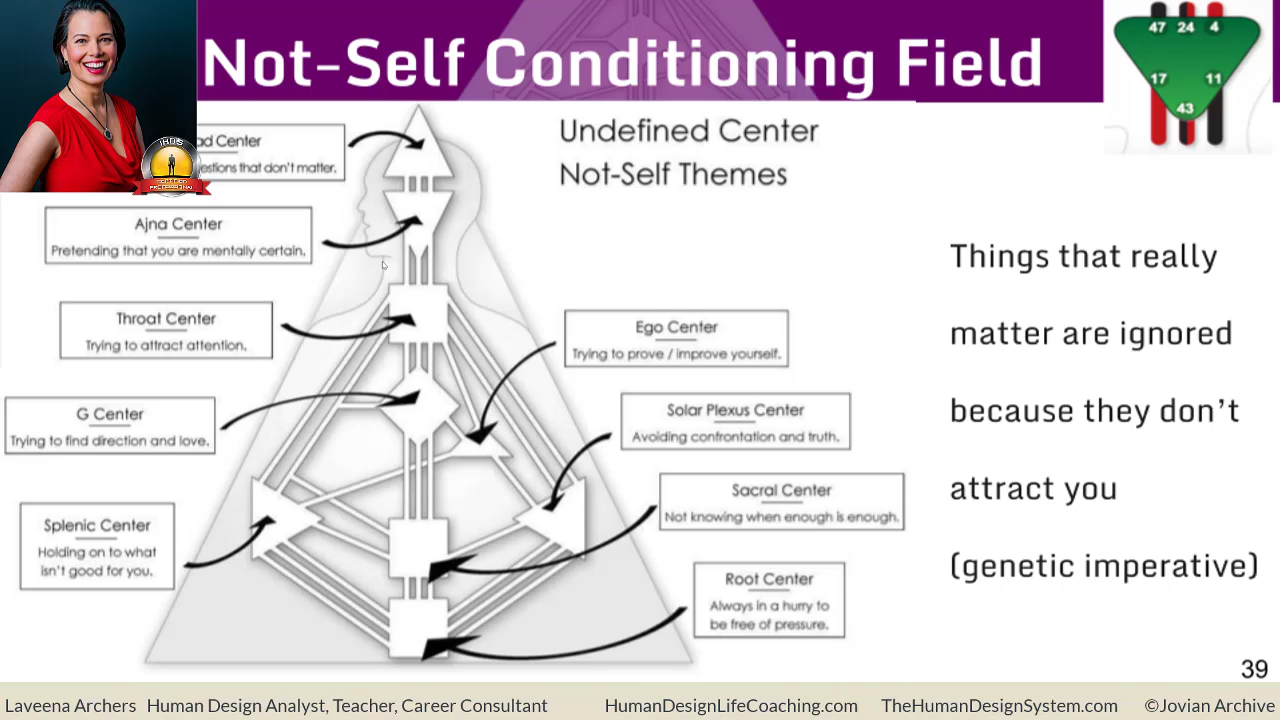 Not-Self Conditioning Field
47 24 4
17 11
43
Undefined Center
Not-Self Themes
Center
that don't matter.
Ajna Center
Pretending that you are mentally certain.
Throat Center
Trying to attract attention.
G Center
Trying to find direction and love.
Splenic Center
Holding on to what
isn't good for you.
Ego Center
Trying to prove / improve yourself.
Solar Plexus Center
Avoiding confrontation and truth.
Sacral Center
Not knowing when enough is enough.
Root Center
Always in a hurry to
be free of pressure.
Things that really
matter are ignored
because they don't
attract you
(genetic imperative)
39
Laveena Archers Human Design Analyst, Teacher, Career Consultant HumanDesignLifeCoaching.com TheHumanDesignSystem.com ©Jovian Archive